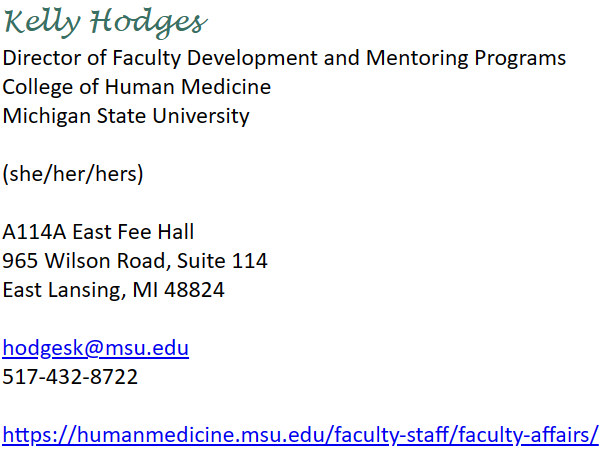 Kelly Hodges
Director of Faculty Development and Mentoring Programs
College of Human Medicine
Michigan State University
(she/her/hers)
A114A East Fee Hall
965 Wilson Road, Suite 114
East Lansing, MI 48824
hodgesk@msu.edu
517-432-8722
https://humanmedicine.msu.edu/faculty-staff/faculty-affairs/